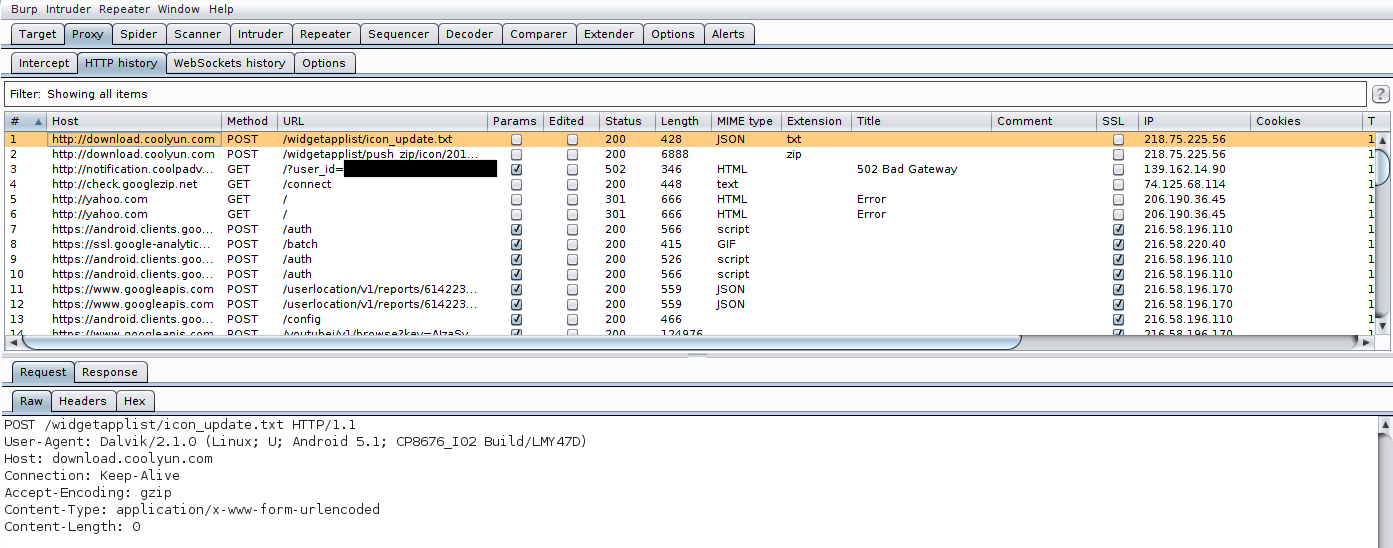 Burp Intruder Repeater Window Help
Target Proxy Spider Scanner Intruder Repeater Sequencer Decoder Comparer Extender Options Alerts
Intercept HTTP history WebSockets history Options
Filter: Showing all items ?
# Host Method URL Params Edited Status Length MIME type Extension Title Comment SSL IP Cookies T
1 http://download.coolyun.com POST /widgetapplist/icon_update.txt 200 428 JSON txt 218.75.225.56 1
2 http://download.coolyun.com POST /widgetapplist/push_zip/icon/201... 200 6888 zip 218.75.225.56 1
3 http://notification.coolpadv... GET /?user_id= 502 346 HTML 502 Bad Gateway 139.162.14.90 1
4 http://check.googlezip.net GET /connect 200 448 text 74.125.68.114 1
5 http://yahoo.com GET / 301 666 HTML Error 206.190.36.45 1
6 http://yahoo.com GET / 301 666 HTML Error 206.190.36.45 1
7 https://android.clients.goo... POST /auth 200 566 script 216.58.196.110 1
8 https://ssl.google-analytic... POST /batch 200 415 GIF 216.58.220.40 1
9 https://android.clients.goo... POST /auth 200 526 script 216.58.196.110 1
10 https://android.clients.goo... POST /auth 200 566 script 216.58.196.110 1
11 https://www.googleapis.com POST /userlocation/v1/reports/614223... 200 559 JSON 216.58.196.170 1
12 https://www.googleapis.com POST /userlocation/v1/reports/614223... 200 559 JSON 216.58.196.170 1
13 https://android.clients.goo... POST /config 200 466 216.58.196.110 1
14 https://www.googleapis.com POST /youtubei/v1/browse?key=AIzaSy... 200 124976 216.58.196.170 1
Request Response
Raw Headers Hex
POST /widgetapplist/icon_update.txt HTTP/1.1
User-Agent: Dalvik/2.1.0 (Linux; U; Android 5.1; CP8676_I02 Build/LMY47D)
Host: download.coolyun.com
Connection: Keep-Alive
Accept-Encoding: gzip
Content-Type: application/x-www-form-urlencoded
Content-Length: 0